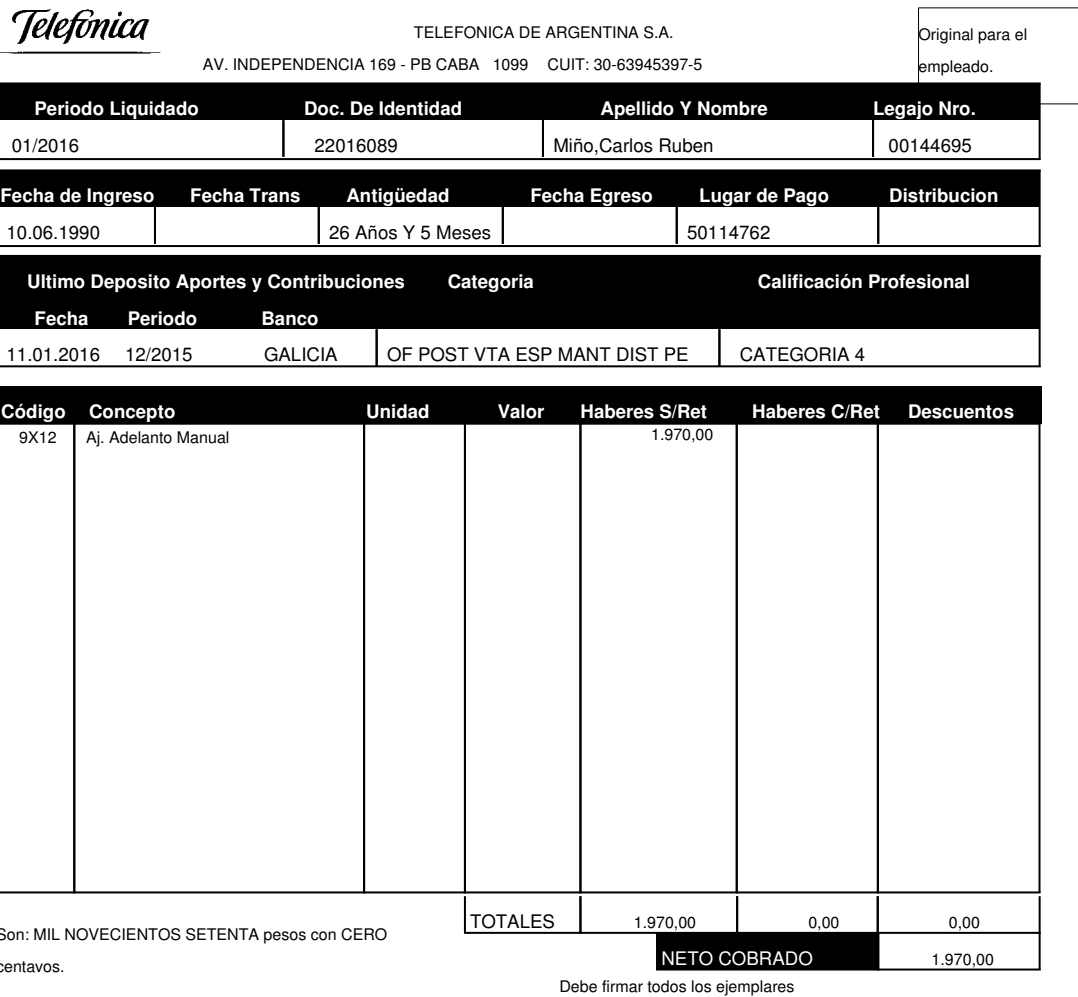 Telefonica
TELEFONICA DE ARGENTINA S.A.
Original para el
AV. INDEPENDENCIA 169 - PB CABA 1099 CUIT: 30-63945397-5
empleado.
Periodo Liquidado Doc. De Identidad Apellido Y Nombre Legajo Nro.
01/2016 22016089 Miño,Carlos Ruben 00144695
Fecha de Ingreso Fecha Trans Antigüedad Fecha Egreso Lugar de Pago Distribucion
10.06.1990 26 Años Y 5 Meses 50114762
Ultimo Deposito Aportes y Contribuciones Categoria Calificación Profesional
Fecha Periodo Banco
11.01.2016 12/2015 GALICIA OF POST VTA ESP MANT DIST PE CATEGORIA 4
Código Concepto Unidad Valor Haberes S/Ret Haberes C/Ret Descuentos
9X12 Aj. Adelanto Manual 1.970,00
TOTALES 1.970,00 0,00 0,00
Son: MIL NOVECIENTOS SETENTA pesos con CERO
centavos.
NETO COBRADO 1.970,00
Debe firmar todos los ejemplares